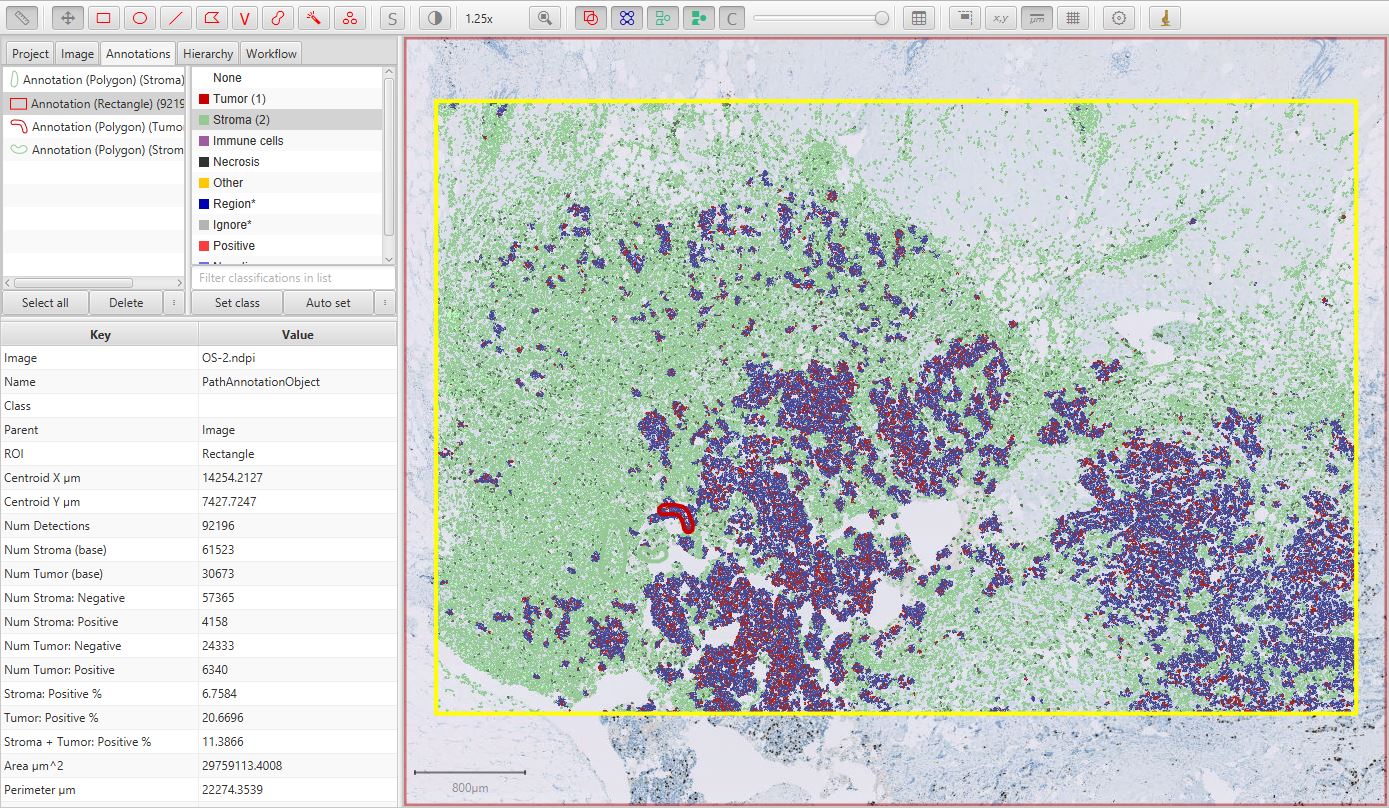 V
S
1.25x
C
x,y
µm
Project
Image
Annotations
Hierarchy
Workflow
Annotation (Polygon) (Stroma)
Annotation (Rectangle) (9219
Annotation (Polygon) (Tumo
Annotation (Polygon) (Strom
None
Tumor (1)
Stroma (2)
Immune cells
Necrosis
Other
Region*
Ignore*
Positive
Filter classifications in list
Select all
Delete
Set class
Auto set
Key Value
Image OS-2.ndpi
Name PathAnnotationObject
Class
Parent Image
ROI Rectangle
Centroid X µm 14254.2127
Centroid Y µm 7427.7247
Num Detections 92196
Num Stroma (base) 61523
Num Tumor (base) 30673
Num Stroma: Negative 57365
Num Stroma: Positive 4158
Num Tumor: Negative 24333
Num Tumor: Positive 6340
Stroma: Positive % 6.7584
Tumor: Positive % 20.6696
Stroma + Tumor: Positive % 11.3866
Area µm^2 29759113.4008
Perimeter µm 22274.3539
800µm